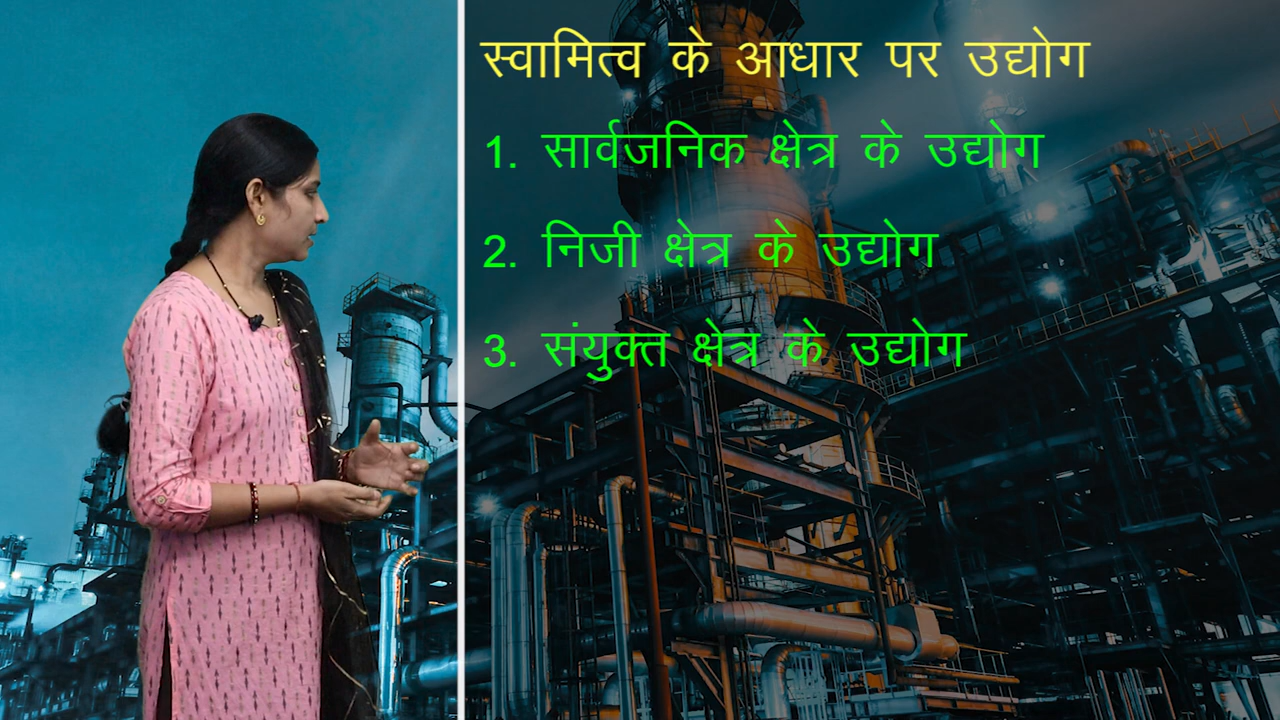 स्वामित्व के आधार पर उद्योग
1. सार्वजनिक क्षेत्र के उद्योग
2. निजी क्षेत्र के उद्योग
3. संयुक्त क्षेत्र के उद्योग